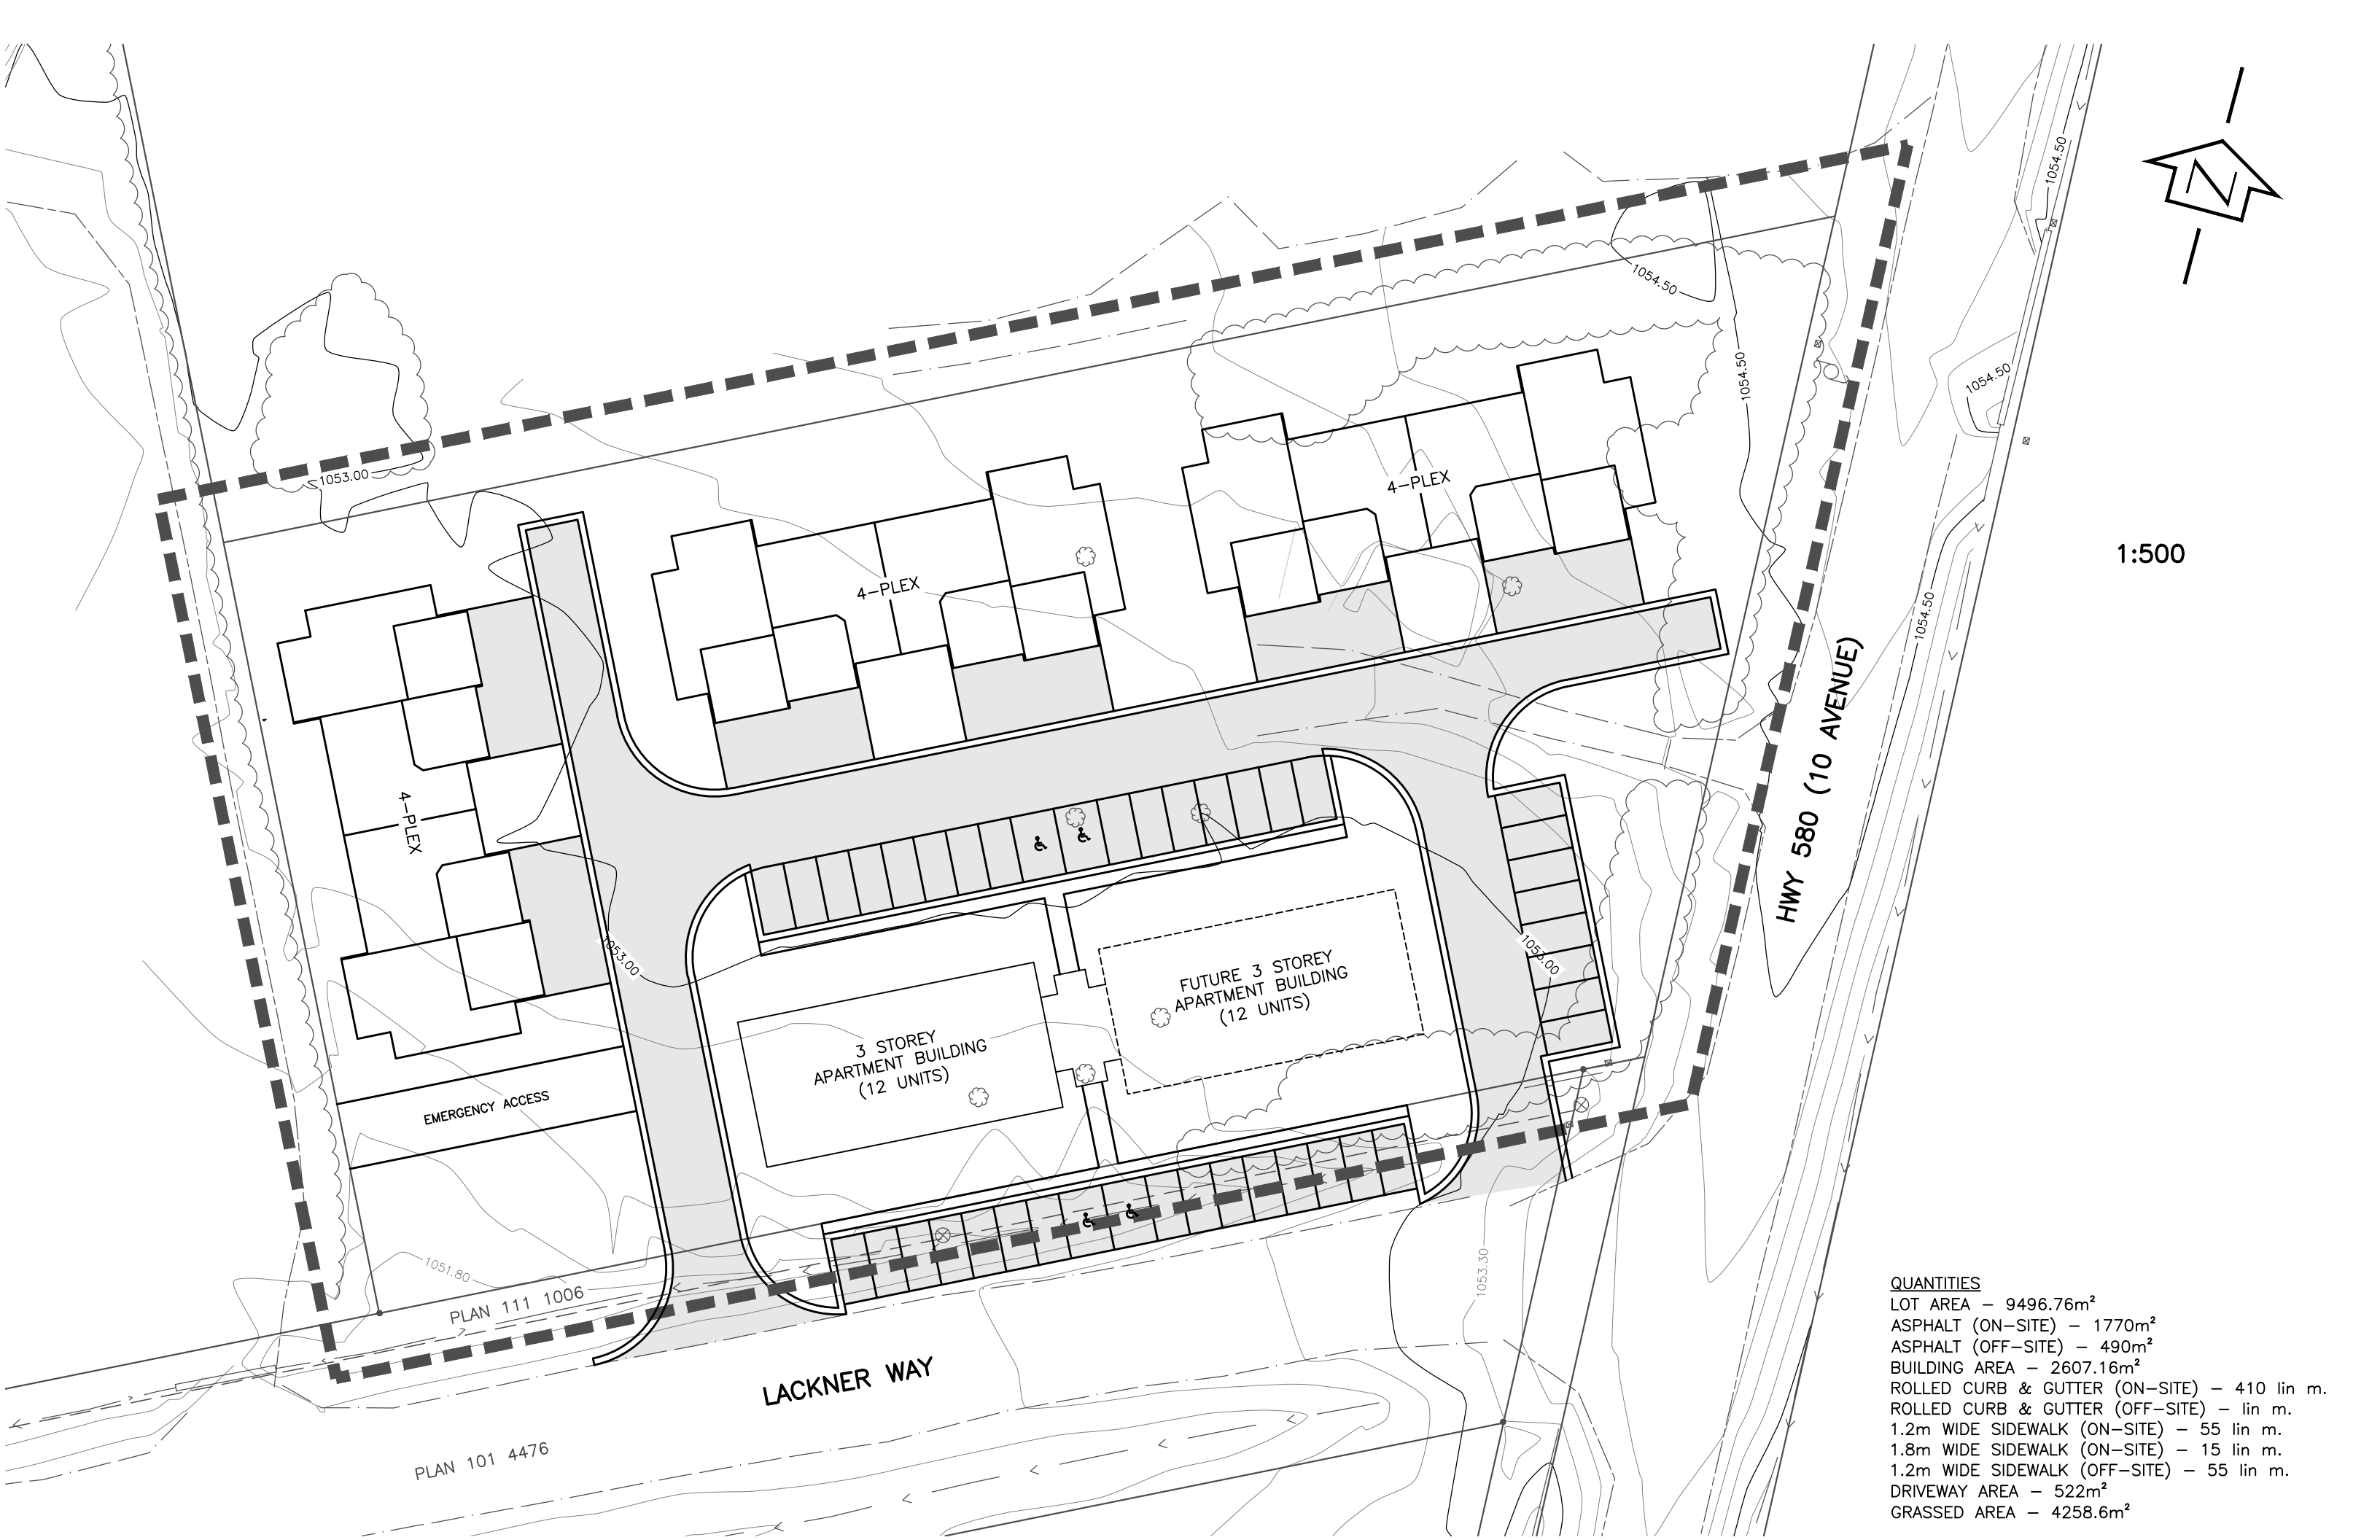 1054.50
N
1054.50
1054.50
1054.50
1053.00
4-PLEX
1:500
4-PLEX
1054.50
4-PLEX
HWY 580 (10 AVENUE)
1053.00
1053.00
FUTURE 3 STOREY
APARTMENT BUILDING
(12 UNITS)
3 STOREY
APARTMENT BUILDING
(12 UNITS)
EMERGENCY ACCESS
1051.80
1053.30
PLAN 111 1006
LACKNER WAY
PLAN 101 4476
QUANTITIES
LOT AREA – 9496.76m²
ASPHALT (ON–SITE) – 1770m²
ASPHALT (OFF–SITE) – 490m²
BUILDING AREA – 2607.16m²
ROLLED CURB & GUTTER (ON–SITE) – 410 lin m.
ROLLED CURB & GUTTER (OFF–SITE) – lin m.
1.2m WIDE SIDEWALK (ON–SITE) – 55 lin m.
1.8m WIDE SIDEWALK (ON–SITE) – 15 lin m.
1.2m WIDE SIDEWALK (OFF–SITE) – 55 lin m.
DRIVEWAY AREA – 522m²
GRASSED AREA – 4258.6m²